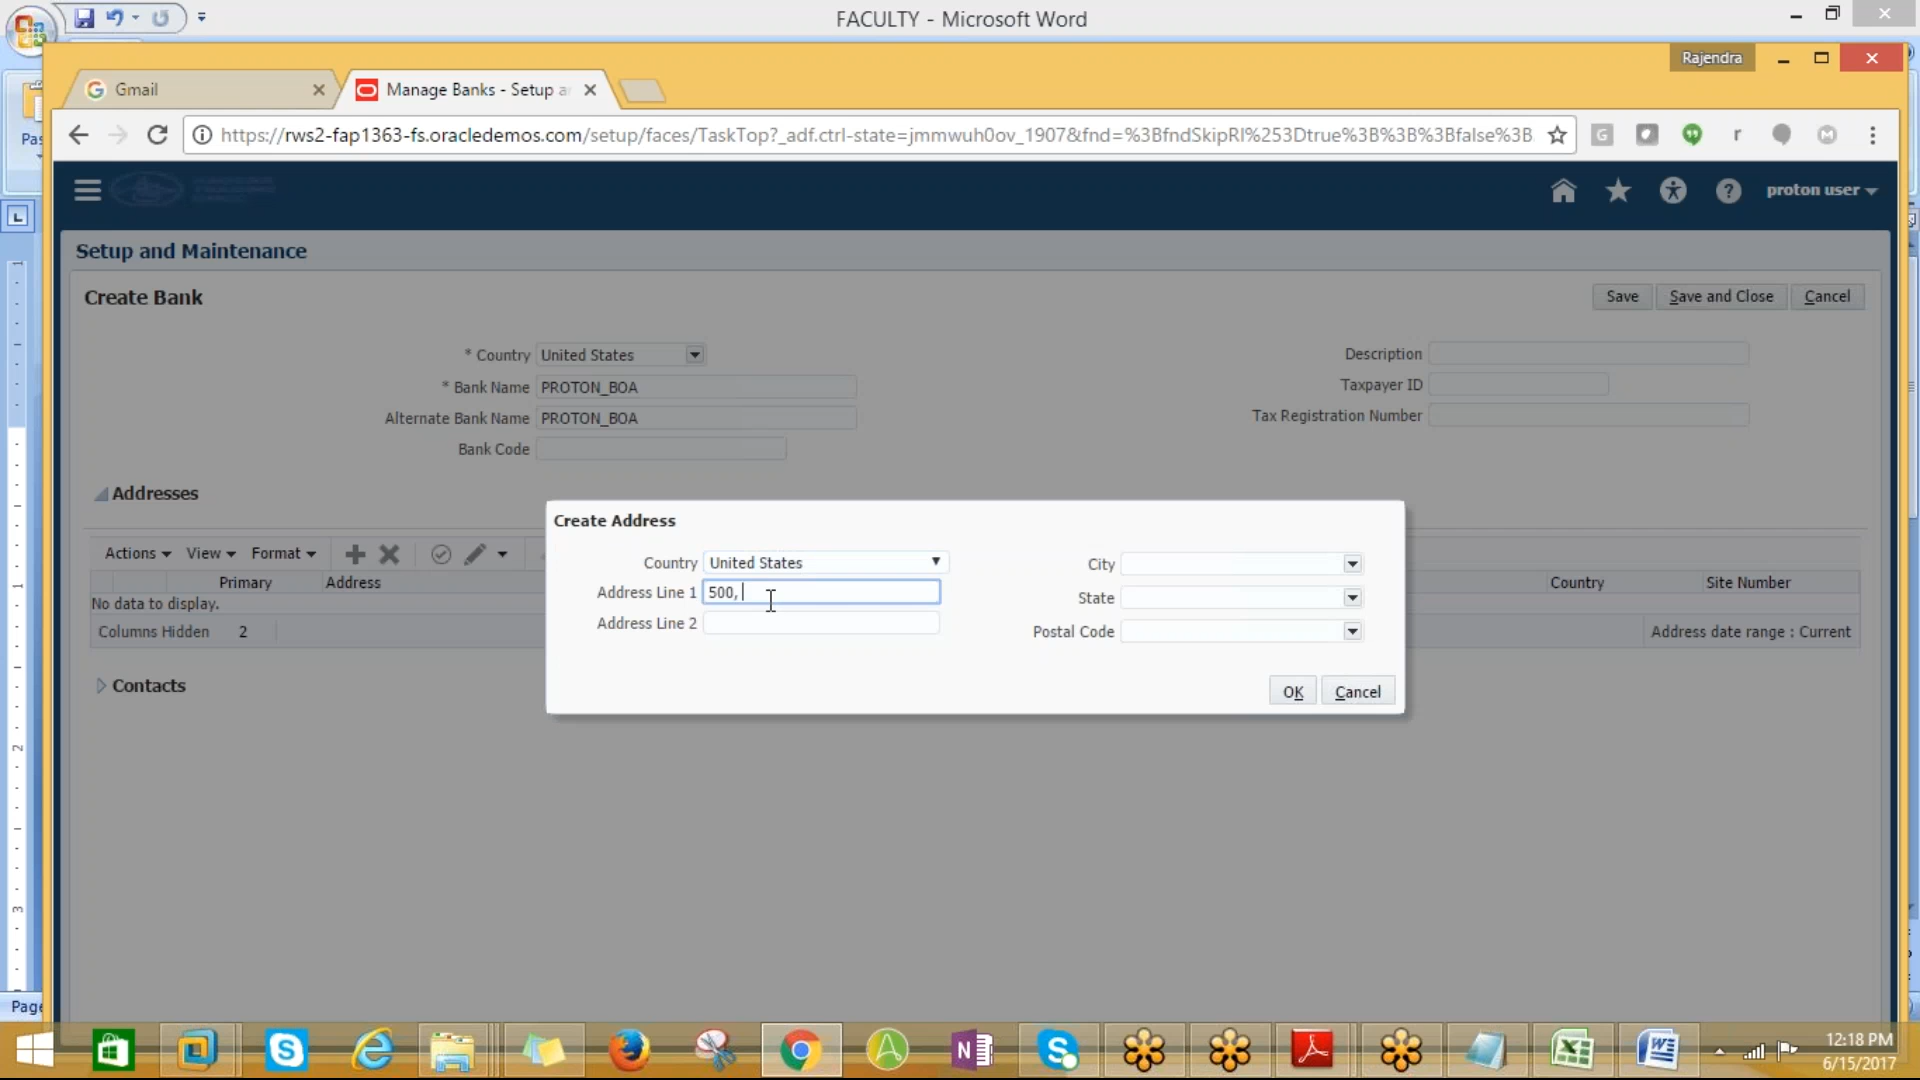 FACULTY - Microsoft Word
Rajendra
Gmail
Manage Banks - Setup a
https://rws2-fap1363-fs.oracledemos.com/setup/faces/TaskTop?_adf.ctrl-state=jmmwuh0ov_1907&fnd=%3BfndSkipRI%253Dtrue%3B%3B%3Bfalse%3B
Pas
proton user
Setup and Maintenance
Create Bank
Save
Save and Close
Cancel
* Country United States
Description
* Bank Name PROTON_BOA
Taxpayer ID
Alternate Bank Name PROTON_BOA
Tax Registration Number
Bank Code
Addresses
Create Address
Actions View Format
Country United States
City
Primary Address
Country Site Number
Address Line 1 500,
State
No data to display.
Address Line 2
Postal Code
Columns Hidden 2
Address date range : Current
Contacts
OK
Cancel
Page
12:18 PM
6/15/2017